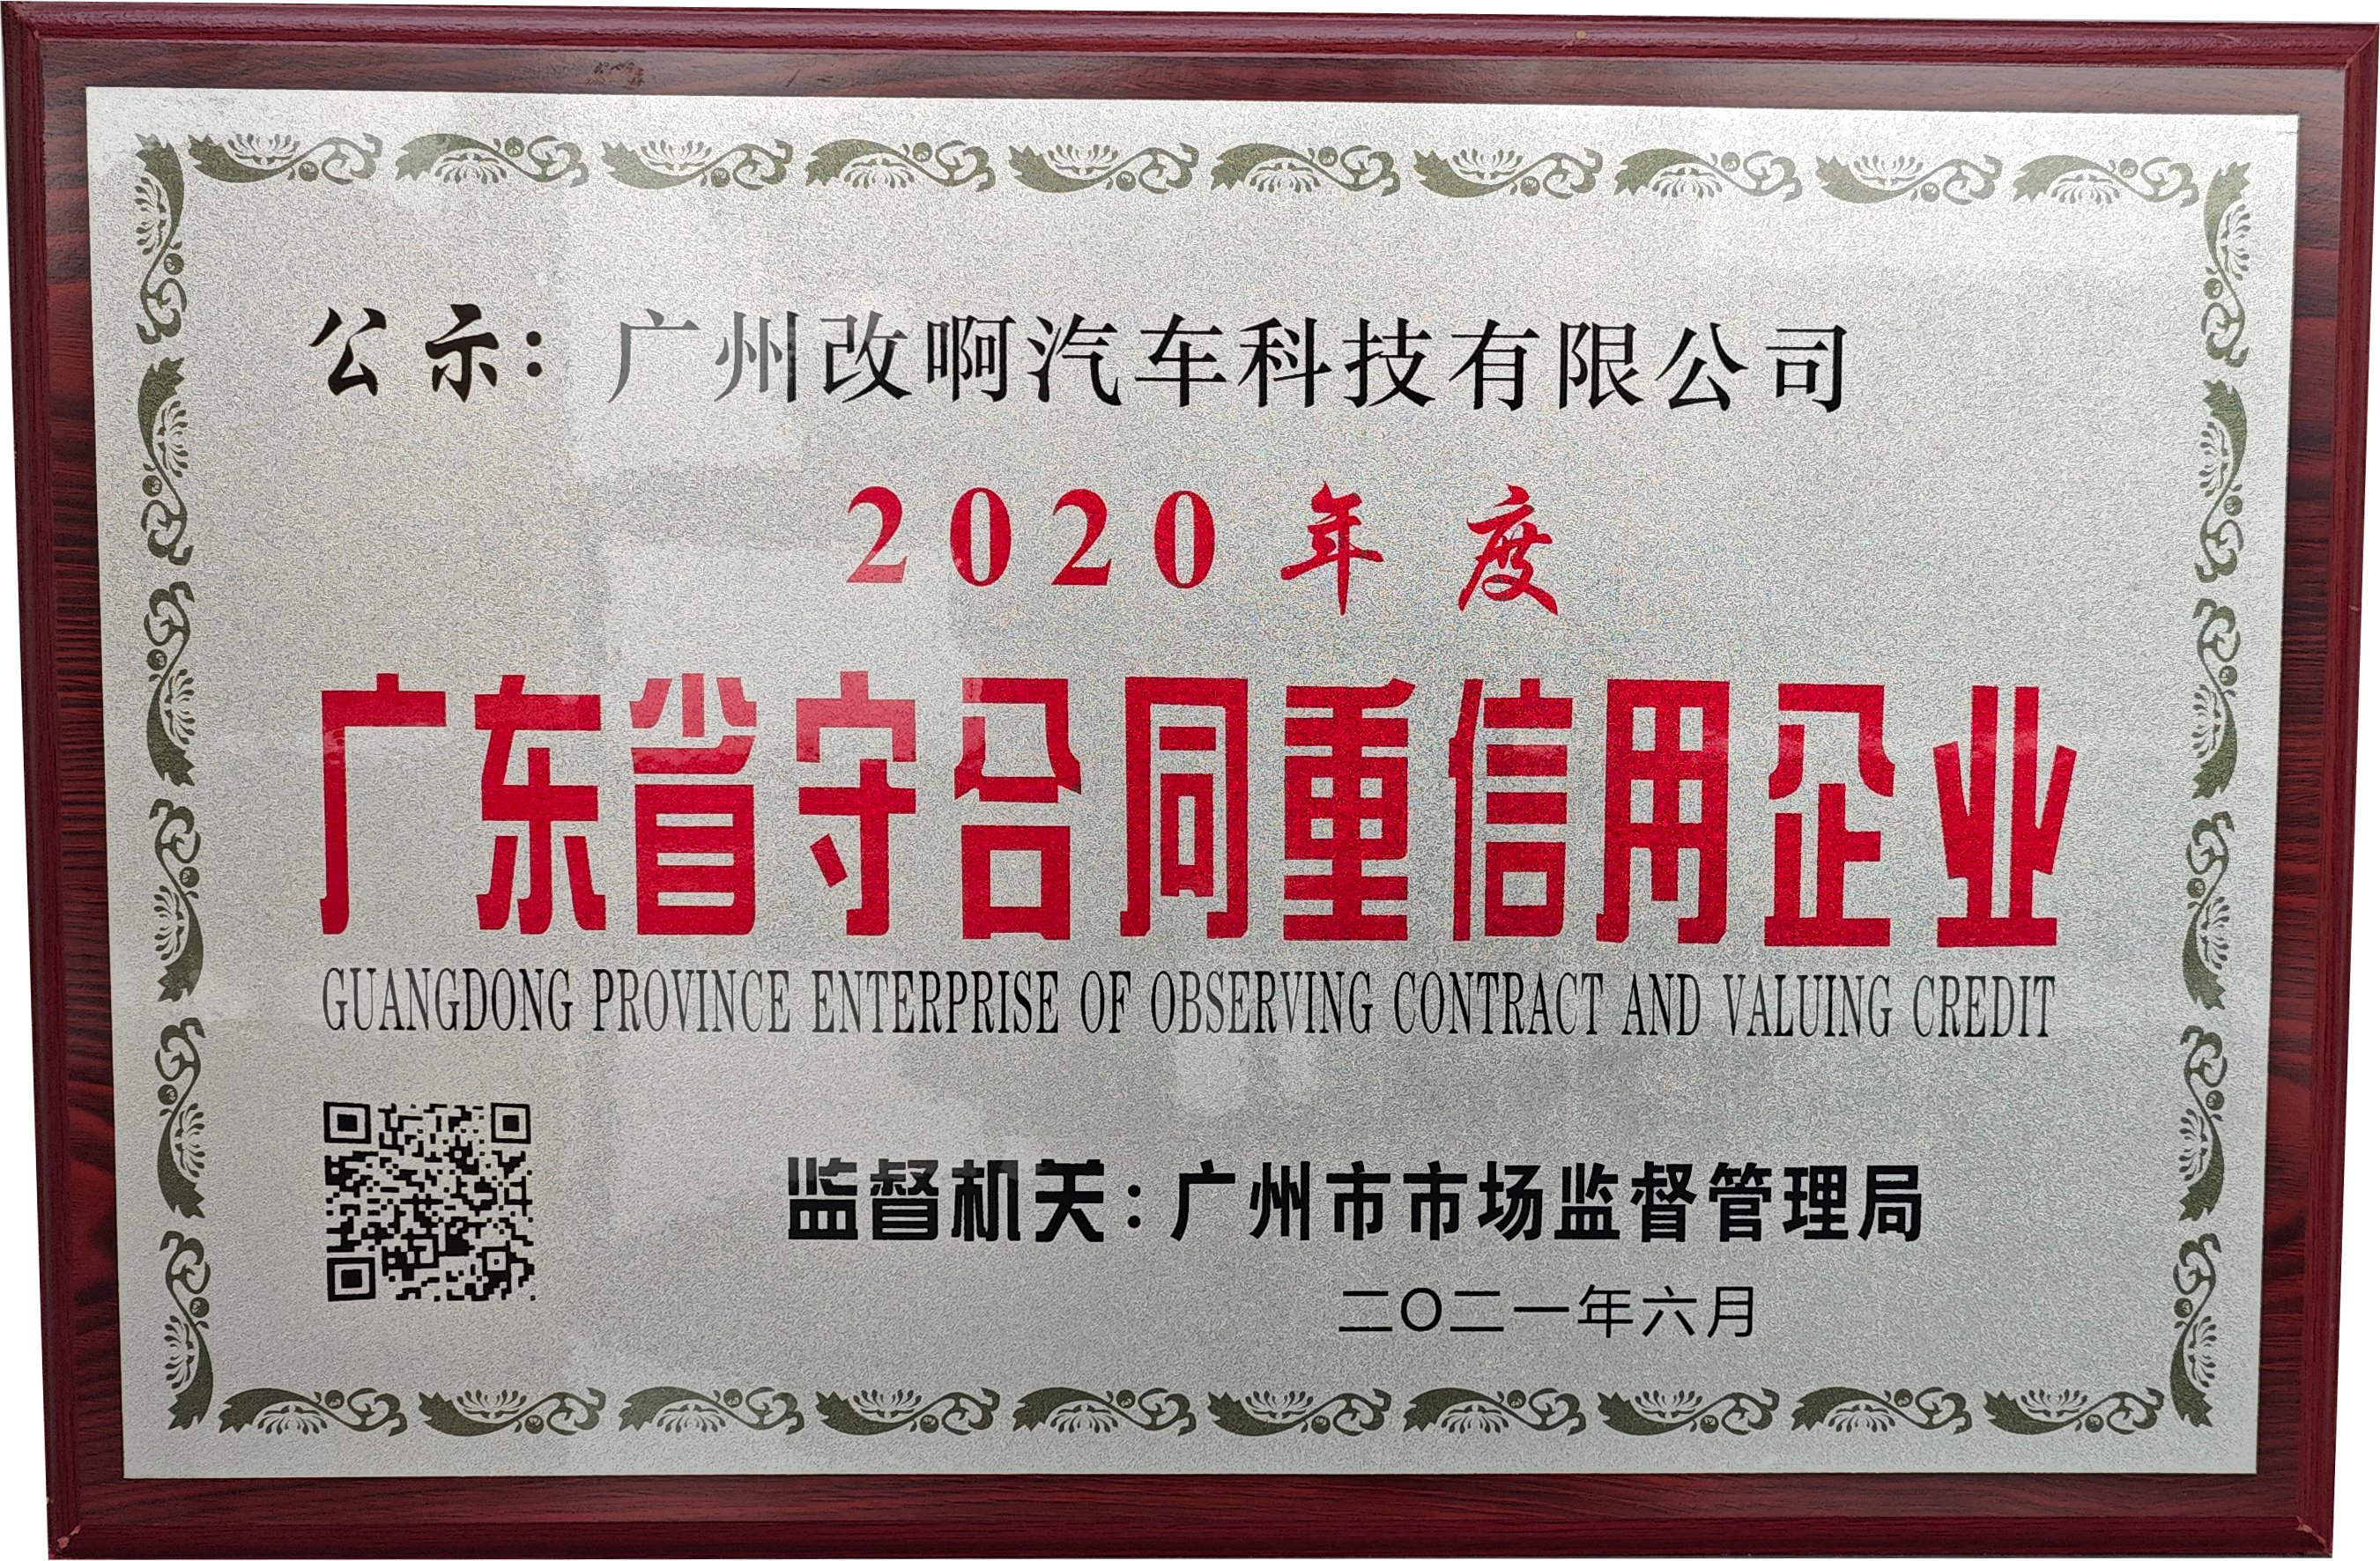 公示：广州改啊汽车科技有限公司
2020年度
广东省守合同重信用企业
GUANGDONG PROVINCE ENTERPRISE OF OBSERVING CONTRACT AND VALUING CREDIT
监督机关：广州市市场监督管理局
二〇二一年六月